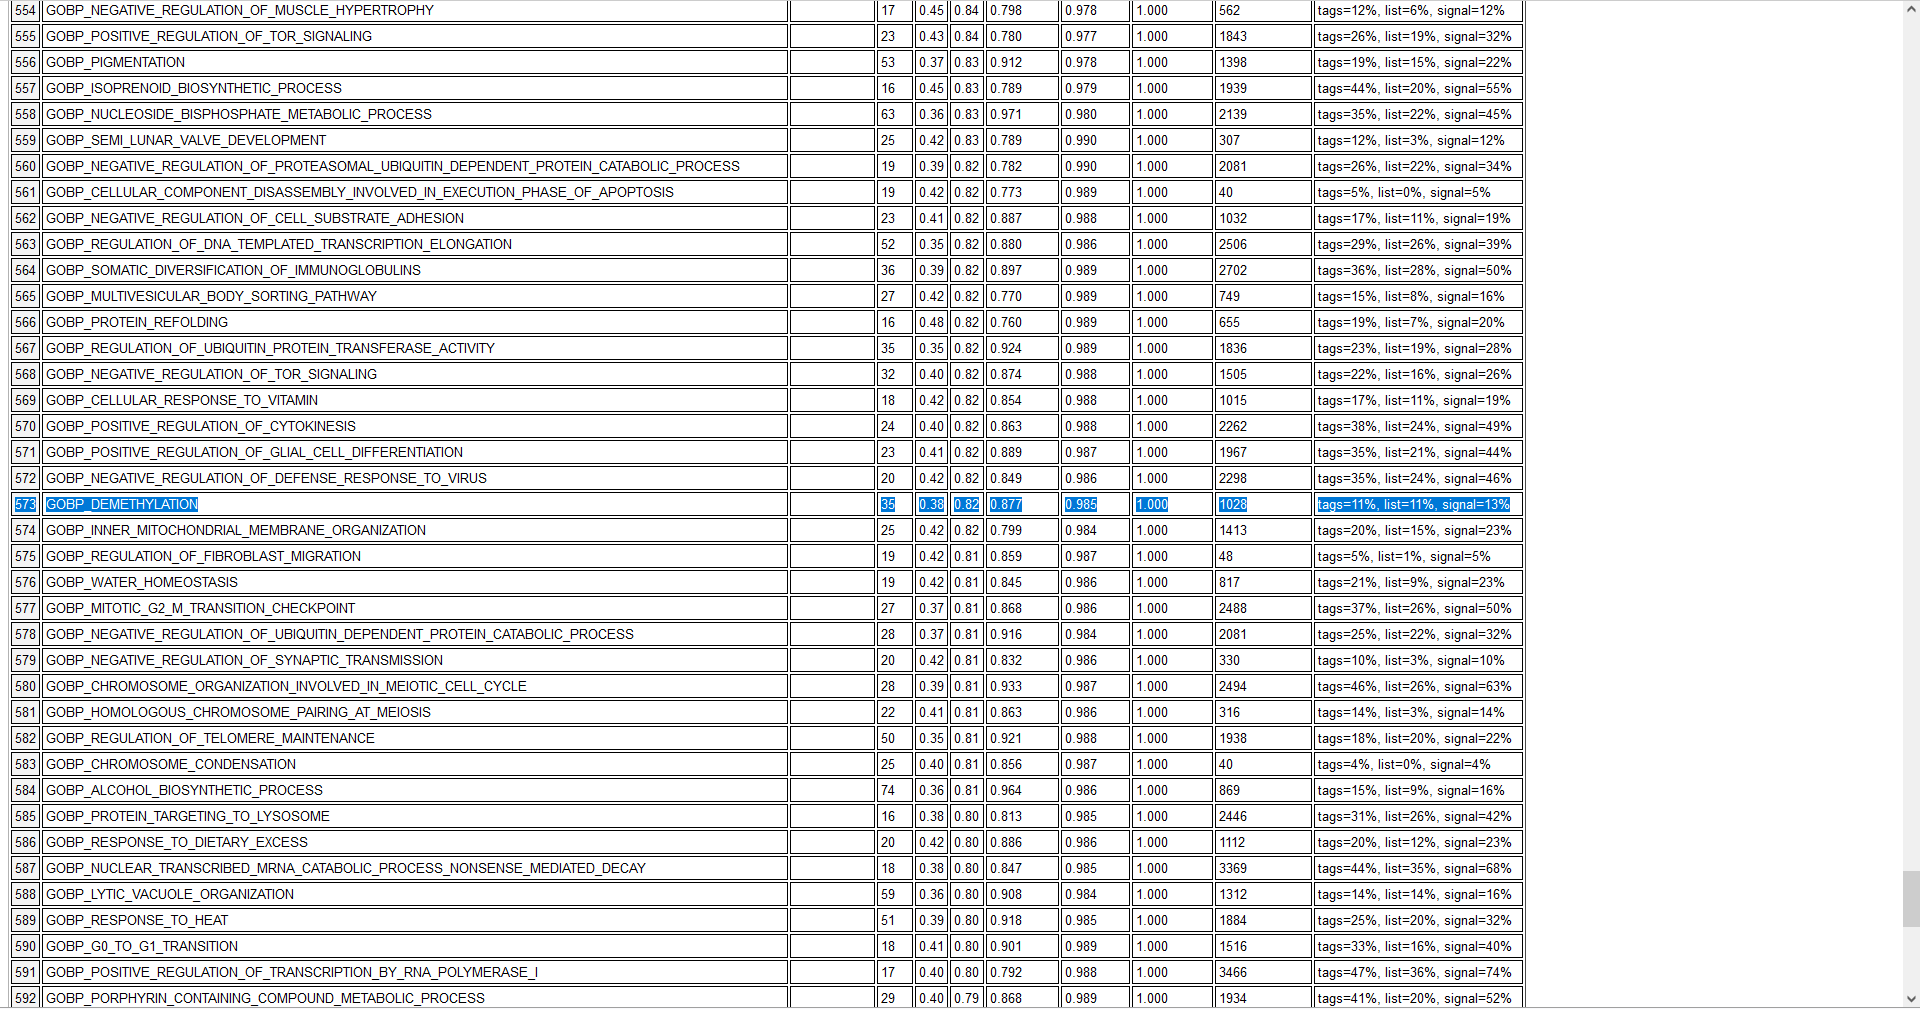 554 GOBP_NEGATIVE_REGULATION_OF_MUSCLE_HYPERTROPHY 17 0.45 0.84 0.798 0.978 1.000 562 tags=12%, list=6%, signal=12%
555 GOBP_POSITIVE_REGULATION_OF_TOR_SIGNALING 23 0.43 0.84 0.780 0.977 1.000 1843 tags=26%, list=19%, signal=32%
556 GOBP_PIGMENTATION 53 0.37 0.83 0.912 0.978 1.000 1398 tags=19%, list=15%, signal=22%
557 GOBP_ISOPRENOID_BIOSYNTHETIC_PROCESS 16 0.45 0.83 0.789 0.979 1.000 1939 tags=44%, list=20%, signal=55%
558 GOBP_NUCLEOSIDE_BISPHOSPHATE_METABOLIC_PROCESS 63 0.36 0.83 0.971 0.980 1.000 2139 tags=35%, list=22%, signal=45%
559 GOBP_SEMI_LUNAR_VALVE_DEVELOPMENT 25 0.42 0.83 0.789 0.990 1.000 307 tags=12%, list=3%, signal=12%
560 GOBP_NEGATIVE_REGULATION_OF_PROTEASOMAL_UBIQUITIN_DEPENDENT_PROTEIN_CATABOLIC_PROCESS 19 0.39 0.82 0.782 0.990 1.000 2081 tags=26%, list=22%, signal=34%
561 GOBP_CELLULAR_COMPONENT_DISASSEMBLY_INVOLVED_IN_EXECUTION_PHASE_OF_APOPTOSIS 19 0.42 0.82 0.773 0.989 1.000 40 tags=5%, list=0%, signal=5%
562 GOBP_NEGATIVE_REGULATION_OF_CELL_SUBSTRATE_ADHESION 23 0.41 0.82 0.887 0.988 1.000 1032 tags=17%, list=11%, signal=19%
563 GOBP_REGULATION_OF_DNA_TEMPLATED_TRANSCRIPTION_ELONGATION 52 0.35 0.82 0.880 0.986 1.000 2506 tags=29%, list=26%, signal=39%
564 GOBP_SOMATIC_DIVERSIFICATION_OF_IMMUNOGLOBULINS 36 0.39 0.82 0.897 0.989 1.000 2702 tags=36%, list=28%, signal=50%
565 GOBP_MULTIVESICULAR_BODY_SORTING_PATHWAY 27 0.42 0.82 0.770 0.989 1.000 749 tags=15%, list=8%, signal=16%
566 GOBP_PROTEIN_REFOLDING 16 0.48 0.82 0.760 0.989 1.000 655 tags=19%, list=7%, signal=20%
567 GOBP_REGULATION_OF_UBIQUITIN_PROTEIN_TRANSFERASE_ACTIVITY 35 0.35 0.82 0.924 0.989 1.000 1836 tags=23%, list=19%, signal=28%
568 GOBP_NEGATIVE_REGULATION_OF_TOR_SIGNALING 32 0.40 0.82 0.874 0.988 1.000 1505 tags=22%, list=16%, signal=26%
569 GOBP_CELLULAR_RESPONSE_TO_VITAMIN 18 0.42 0.82 0.854 0.988 1.000 1015 tags=17%, list=11%, signal=19%
570 GOBP_POSITIVE_REGULATION_OF_CYTOKINESIS 24 0.40 0.82 0.863 0.988 1.000 2262 tags=38%, list=24%, signal=49%
571 GOBP_POSITIVE_REGULATION_OF_GLIAL_CELL_DIFFERENTIATION 23 0.41 0.82 0.889 0.987 1.000 1967 tags=35%, list=21%, signal=44%
572 GOBP_NEGATIVE_REGULATION_OF_DEFENSE_RESPONSE_TO_VIRUS 20 0.42 0.82 0.849 0.986 1.000 2298 tags=35%, list=24%, signal=46%
573 GOBP_DEMETHYLATION 35 0.38 0.82 0.877 0.985 1.000 1028 tags=11%, list=11%, signal=13%
574 GOBP_INNER_MITOCHONDRIAL_MEMBRANE_ORGANIZATION 25 0.42 0.82 0.799 0.984 1.000 1413 tags=20%, list=15%, signal=23%
575 GOBP_REGULATION_OF_FIBROBLAST_MIGRATION 19 0.42 0.81 0.859 0.987 1.000 48 tags=5%, list=1%, signal=5%
576 GOBP_WATER_HOMEOSTASIS 19 0.42 0.81 0.845 0.986 1.000 817 tags=21%, list=9%, signal=23%
577 GOBP_MITOTIC_G2_M_TRANSITION_CHECKPOINT 27 0.37 0.81 0.868 0.986 1.000 2488 tags=37%, list=26%, signal=50%
578 GOBP_NEGATIVE_REGULATION_OF_UBIQUITIN_DEPENDENT_PROTEIN_CATABOLIC_PROCESS 28 0.37 0.81 0.916 0.984 1.000 2081 tags=25%, list=22%, signal=32%
579 GOBP_NEGATIVE_REGULATION_OF_SYNAPTIC_TRANSMISSION 20 0.42 0.81 0.832 0.986 1.000 330 tags=10%, list=3%, signal=10%
580 GOBP_CHROMOSOME_ORGANIZATION_INVOLVED_IN_MEIOTIC_CELL_CYCLE 28 0.39 0.81 0.933 0.987 1.000 2494 tags=46%, list=26%, signal=63%
581 GOBP_HOMOLOGOUS_CHROMOSOME_PAIRING_AT_MEIOSIS 22 0.41 0.81 0.863 0.986 1.000 316 tags=14%, list=3%, signal=14%
582 GOBP_REGULATION_OF_TELOMERE_MAINTENANCE 50 0.35 0.81 0.921 0.988 1.000 1938 tags=18%, list=20%, signal=22%
583 GOBP_CHROMOSOME_CONDENSATION 25 0.40 0.81 0.856 0.987 1.000 40 tags=4%, list=0%, signal=4%
584 GOBP_ALCOHOL_BIOSYNTHETIC_PROCESS 74 0.36 0.81 0.964 0.986 1.000 869 tags=15%, list=9%, signal=16%
585 GOBP_PROTEIN_TARGETING_TO_LYSOSOME 16 0.38 0.80 0.813 0.985 1.000 2446 tags=31%, list=26%, signal=42%
586 GOBP_RESPONSE_TO_DIETARY_EXCESS 20 0.42 0.80 0.886 0.986 1.000 1112 tags=20%, list=12%, signal=23%
587 GOBP_NUCLEAR_TRANSCRIBED_MRNA_CATABOLIC_PROCESS_NONSENSE_MEDIATED_DECAY 18 0.38 0.80 0.847 0.985 1.000 3369 tags=44%, list=35%, signal=68%
588 GOBP_LYTIC_VACUOLE_ORGANIZATION 59 0.36 0.80 0.908 0.984 1.000 1312 tags=14%, list=14%, signal=16%
589 GOBP_RESPONSE_TO_HEAT 51 0.39 0.80 0.918 0.985 1.000 1884 tags=25%, list=20%, signal=32%
590 GOBP_G0_TO_G1_TRANSITION 18 0.41 0.80 0.901 0.989 1.000 1516 tags=33%, list=16%, signal=40%
591 GOBP_POSITIVE_REGULATION_OF_TRANSCRIPTION_BY_RNA_POLYMERASE_I 17 0.40 0.80 0.792 0.988 1.000 3466 tags=47%, list=36%, signal=74%
592 GOBP_PORPHYRIN_CONTAINING_COMPOUND_METABOLIC_PROCESS 29 0.40 0.79 0.868 0.989 1.000 1934 tags=41%, list=20%, signal=52%